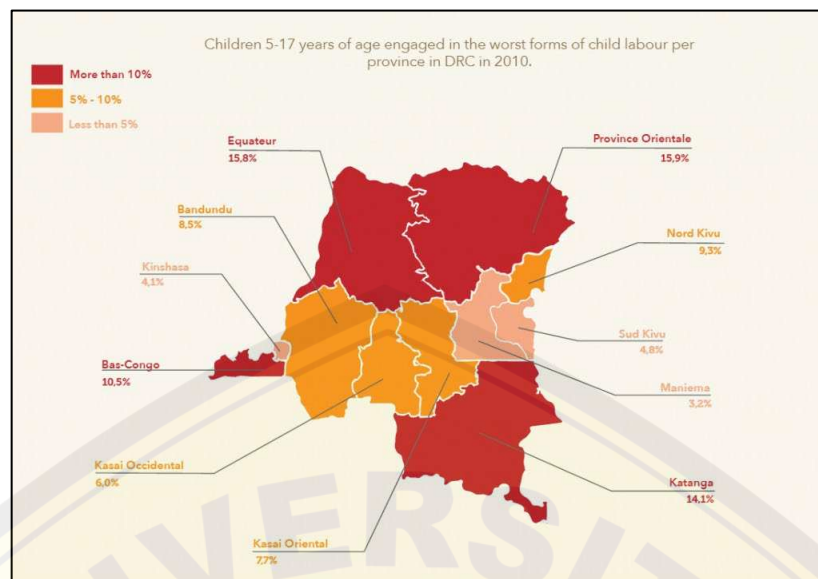 Children 5-17 years of age engaged in the worst forms of child labour per
province in DRC in 2010.
More than 10%
5% - 10%
Less than 5%
Equateur
15,8%
Province Orientale
15,9%
Bandundu
8,5%
Nord Kivu
9,3%
Kinshasa
4,1%
Sud Kivu
4,8%
Bas-Congo
10,5%
Maniema
3,2%
Kasai Occidental
6,0%
Katanga
14,1%
Kasai Oriental
7,7%
VERSIT